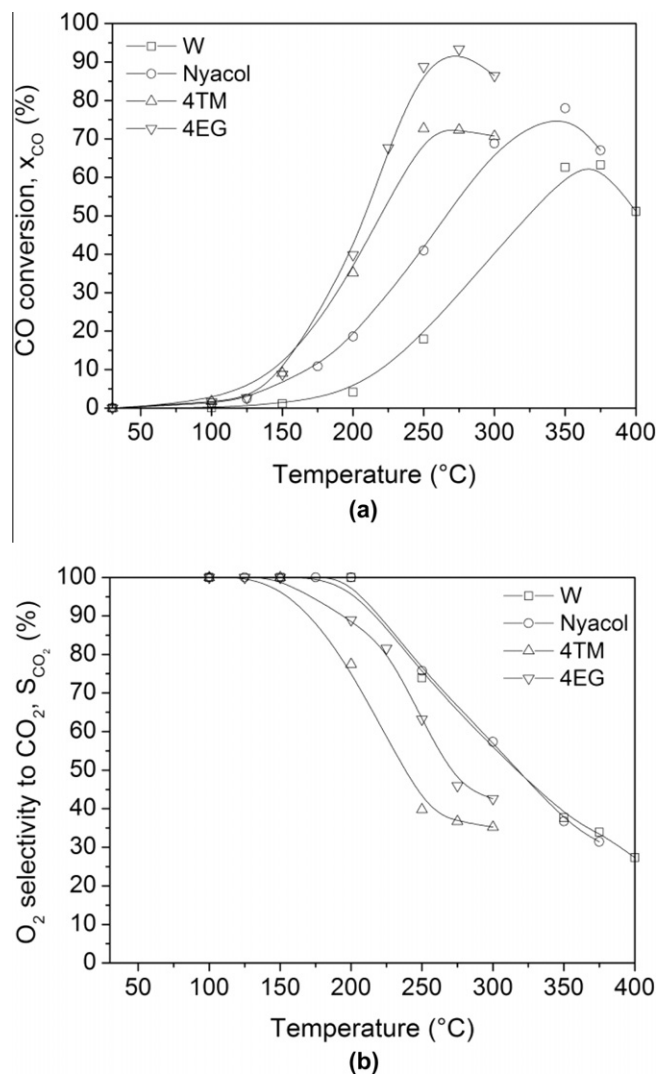 100
90
80
70
60
50
40
30
20
10
0
CO conversion, x_CO (%)
W
Nyacol
4TM
4EG
50 100 150 200 250 300 350 400
Temperature (°C)
(a)
100
90
80
70
60
50
40
30
20
10
0
O₂ selectivity to CO₂, S_CO₂ (%)
W
Nyacol
4TM
4EG
50 100 150 200 250 300 350 400
Temperature (°C)
(b)